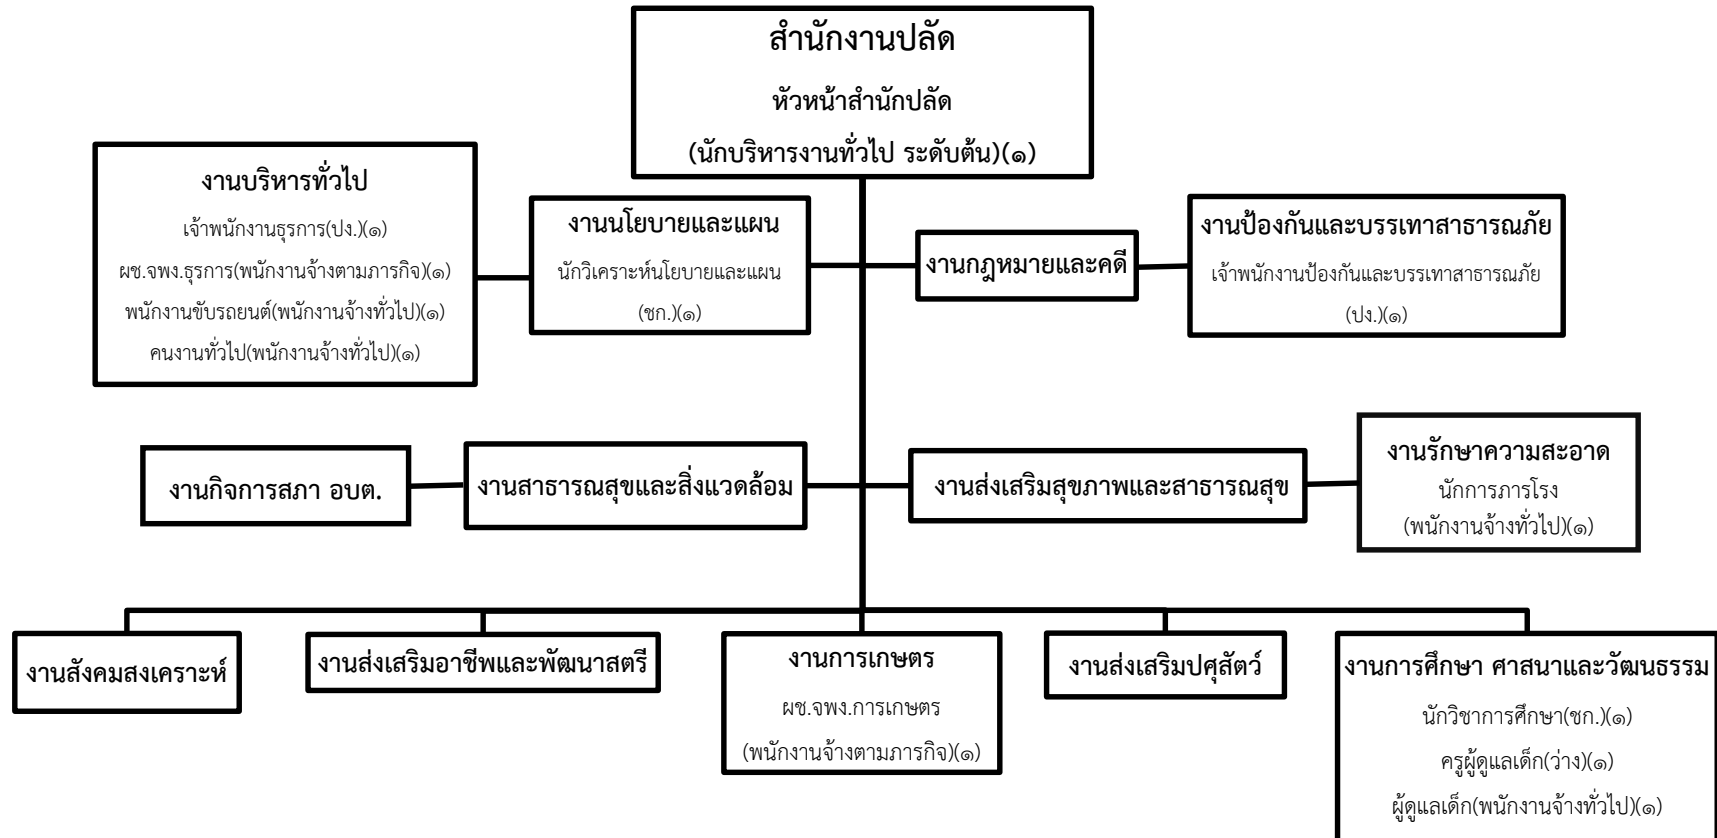 สำนักงานปลัด
หัวหน้าสำนักปลัด
(นักบริหารงานทั่วไป ระดับต้น)(๑)
งานบริหารทั่วไป
เจ้าพนักงานธุรการ(ปง.)(๑)
ผช.จพง.ธุรการ(พนักงานจ้างตามภารกิจ)(๑)
พนักงานขับรถยนต์(พนักงานจ้างทั่วไป)(๑)
คนงานทั่วไป(พนักงานจ้างทั่วไป)(๑)
งานนโยบายและแผน
นักวิเคราะห์นโยบายและแผน
(ชก.)(๑)
งานกฎหมายและคดี
งานป้องกันและบรรเทาสาธารณภัย
เจ้าพนักงานป้องกันและบรรเทาสาธารณภัย
(ปง.)(๑)
งานกิจการสภา อบต.
งานสาธารณสุขและสิ่งแวดล้อม
งานส่งเสริมสุขภาพและสาธารณสุข
งานรักษาความสะอาด
นักการภารโรง
(พนักงานจ้างทั่วไป)(๑)
งานสังคมสงเคราะห์
งานส่งเสริมอาชีพและพัฒนาสตรี
งานการเกษตร
ผช.จพง.การเกษตร
(พนักงานจ้างตามภารกิจ)(๑)
งานส่งเสริมปศุสัตว์
งานการศึกษา ศาสนาและวัฒนธรรม
นักวิชาการศึกษา(ชก.)(๑)
ครูผู้ดูแลเด็ก(ว่าง)(๑)
ผู้ดูแลเด็ก(พนักงานจ้างทั่วไป)(๑)